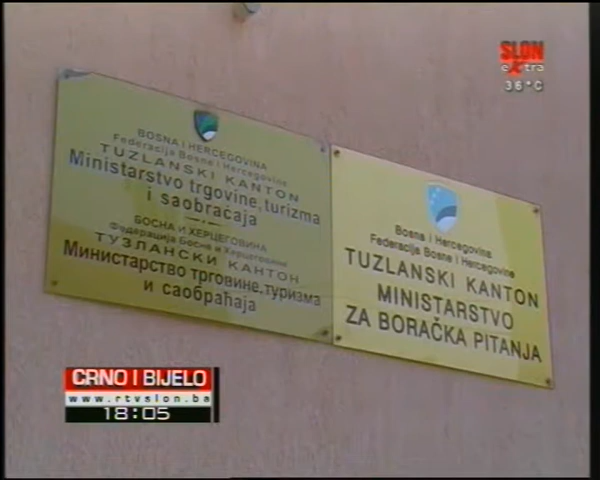 SLON
extra
36°C
BOSNA I HERCEGOVINA
Federacija Bosne i Hercegovine
TUZLANSKI KANTON
Ministarstvo trgovine, turizma
i saobraćaja
БОСНА И ХЕРЦЕГОВИНА
Федерација Босне и Херцеговине
ТУЗЛАНСКИ КАНТОН
Министарство трговине, туризма
и саобраћаја
Bosna i Hercegovina
Federacija Bosne i Hercegovine
TUZLANSKI KANTON
MINISTARSTVO
ZA BORAČKA PITANJA
CRNO I BIJELO
www.rtvslon.ba
18:05